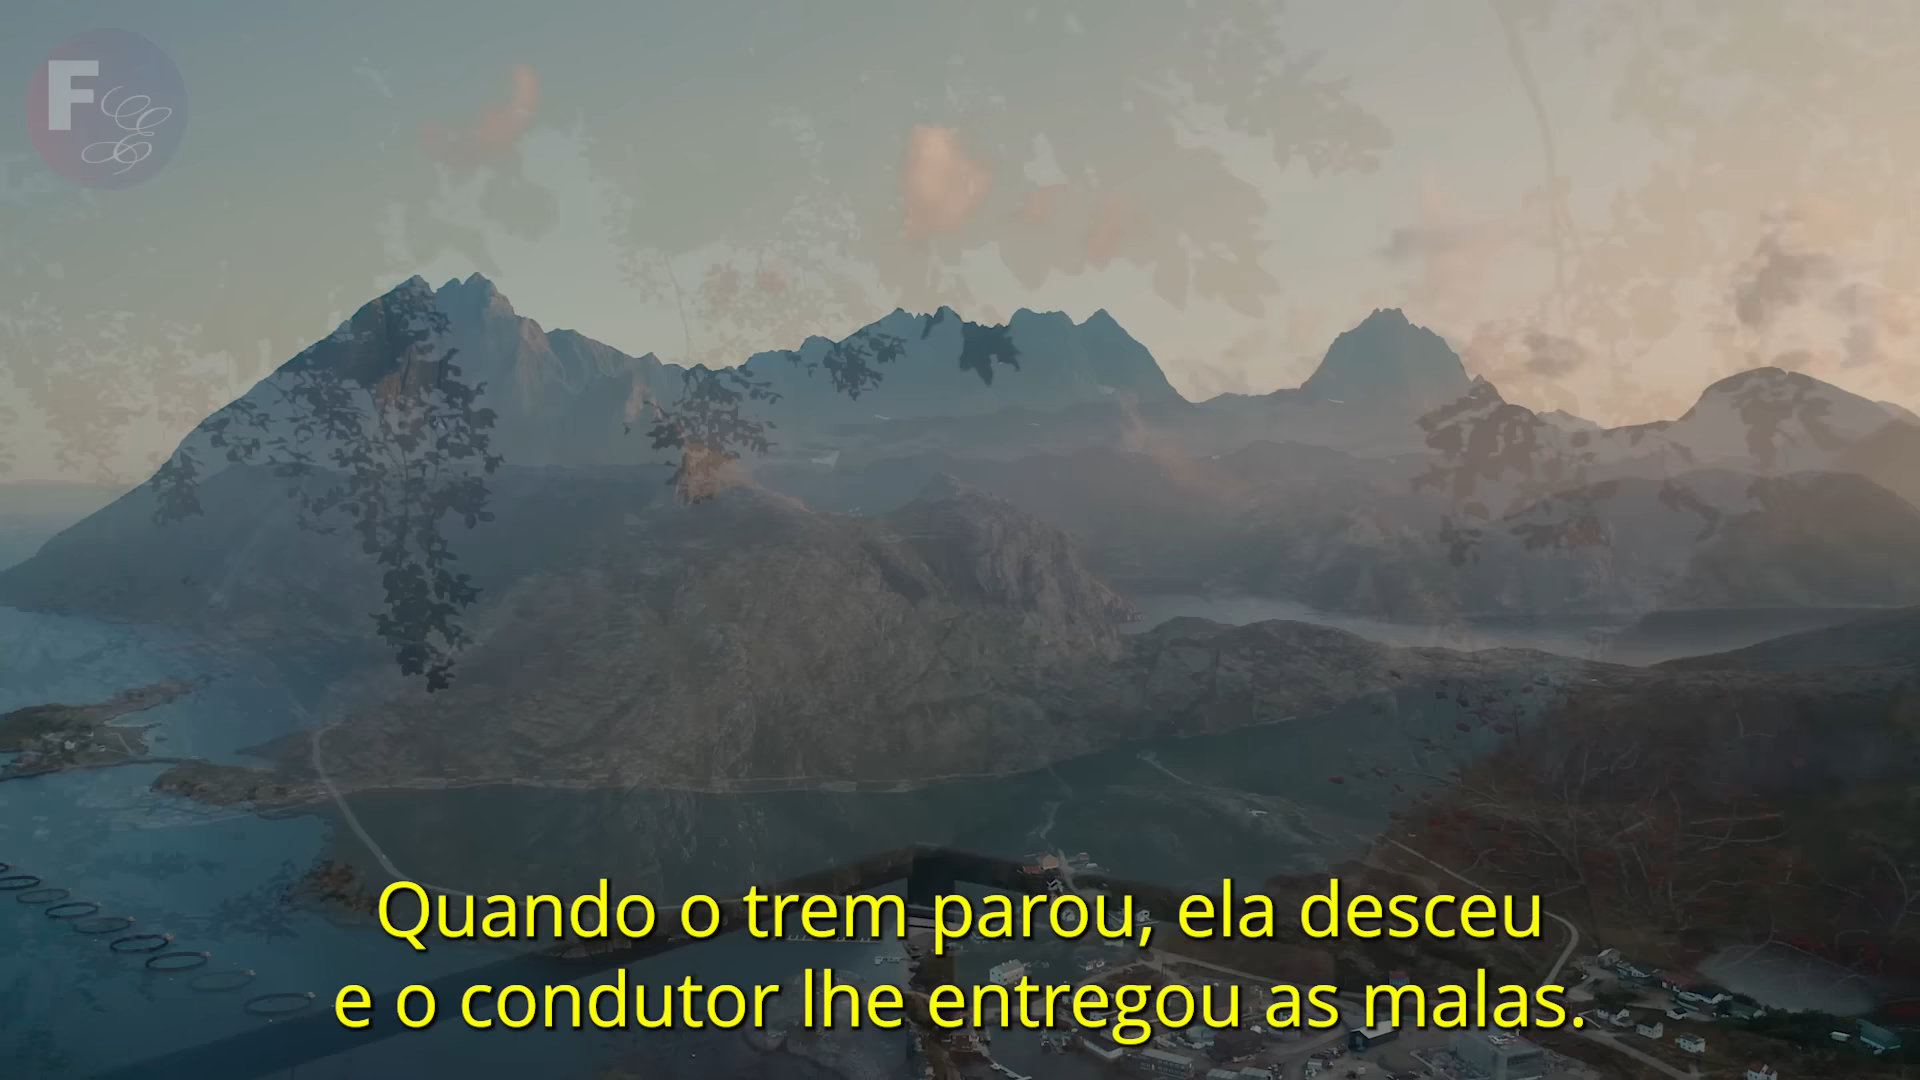 F
Quando o trem parou, ela desceu
e o condutor lhe entregou as malas.